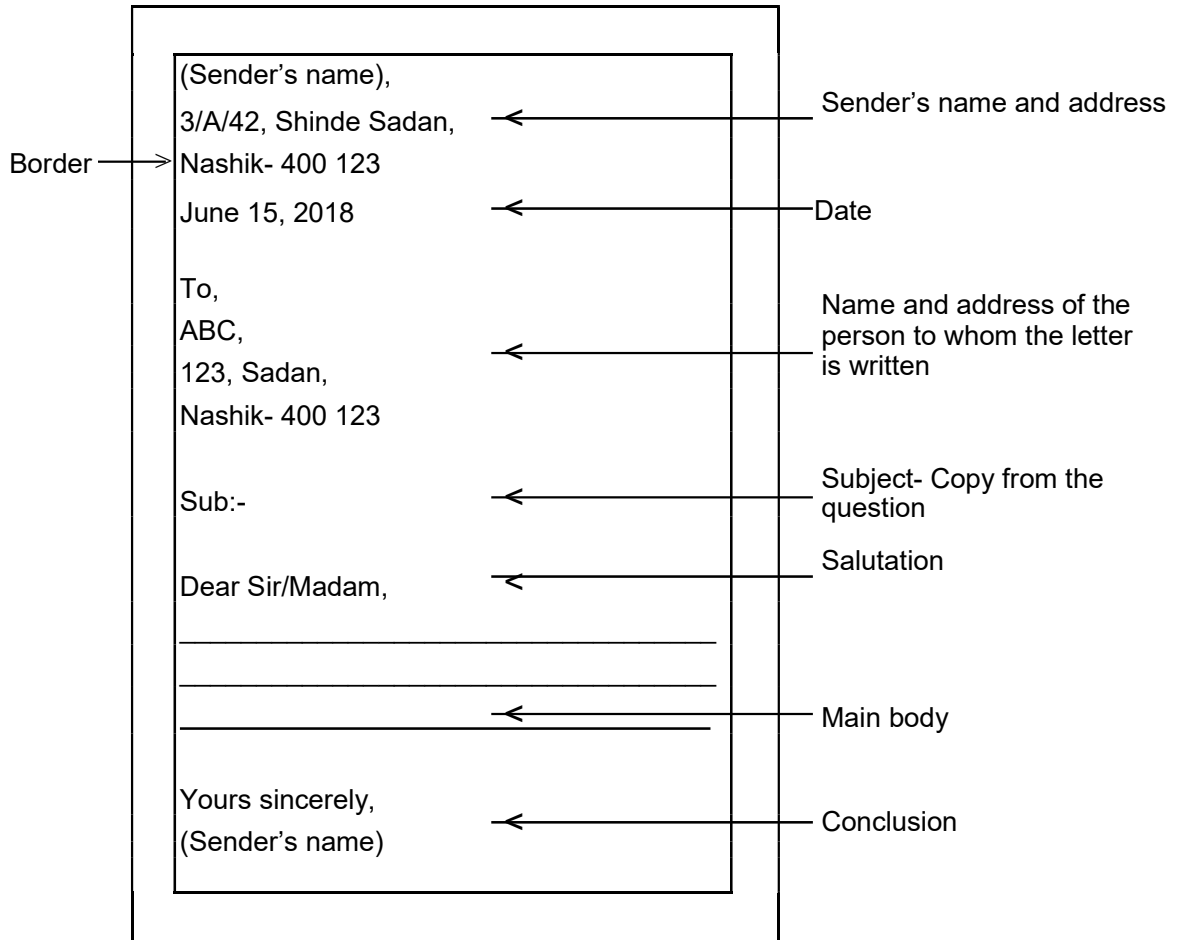 (Sender’s name),
3/A/42, Shinde Sadan,
Sender’s name and address
Border
Nashik- 400 123
June 15, 2018
Date
To,
ABC,
123, Sadan,
Nashik- 400 123
Name and address of the
person to whom the letter
is written
Sub:-
Subject- Copy from the
question
Dear Sir/Madam,
Salutation
Main body
Yours sincerely,
(Sender’s name)
Conclusion